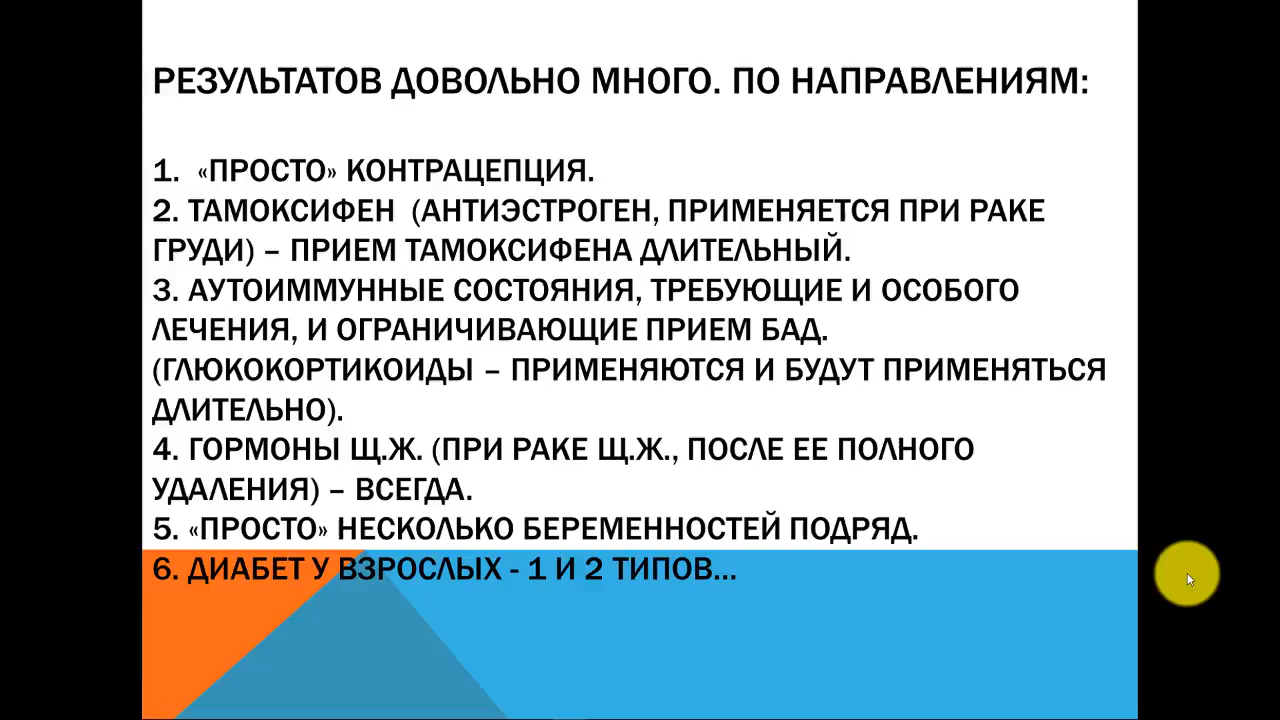 РЕЗУЛЬТАТОВ ДОВОЛЬНО МНОГО. ПО НАПРАВЛЕНИЯМ:
1. «ПРОСТО» КОНТРАЦЕПЦИЯ.
2. ТАМОКСИФЕН (АНТИЭСТРОГЕН, ПРИМЕНЯЕТСЯ ПРИ РАКЕ
ГРУДИ) – ПРИЕМ ТАМОКСИФЕНА ДЛИТЕЛЬНЫЙ.
3. АУТОИММУННЫЕ СОСТОЯНИЯ, ТРЕБУЮЩИЕ И ОСОБОГО
ЛЕЧЕНИЯ, И ОГРАНИЧИВАЮЩИЕ ПРИЕМ БАД.
(ГЛЮКОКОРТИКОИДЫ – ПРИМЕНЯЮТСЯ И БУДУТ ПРИМЕНЯТЬСЯ
ДЛИТЕЛЬНО).
4. ГОРМОНЫ Щ.Ж. (ПРИ РАКЕ Щ.Ж., ПОСЛЕ ЕЕ ПОЛНОГО
УДАЛЕНИЯ) – ВСЕГДА.
5. «ПРОСТО» НЕСКОЛЬКО БЕРЕМЕННОСТЕЙ ПОДРЯД.
6. ДИАБЕТ У ВЗРОСЛЫХ - 1 И 2 ТИПОВ...